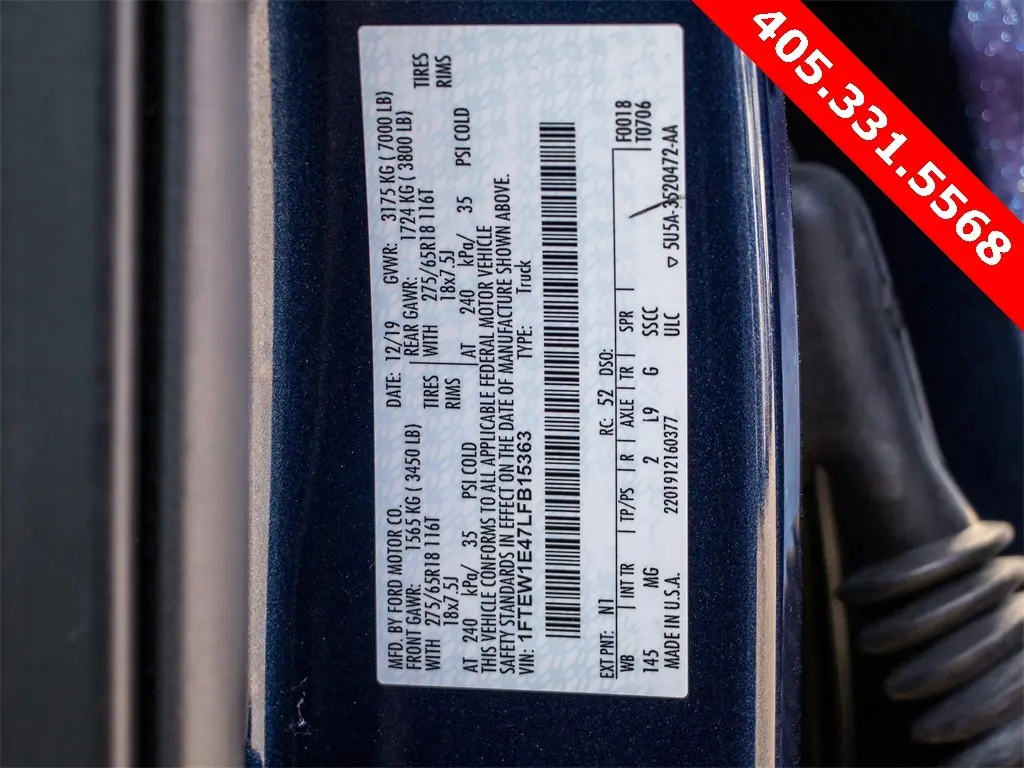 405.331.5568
MFD. BY FORD MOTOR CO. DATE: 12/19 GVWR: 3175 KG ( 7000 LB)
FRONT GAWR: 1565 KG ( 3450 LB) REAR GAWR: 1724 KG ( 3800 LB)
WITH 275/65R18 116T TIRES WITH 275/65R18 116T TIRES
18x7.5J RIMS 18x7.5J RIMS
AT 240 kPa/ 35 PSI COLD AT 240 kPa/ 35 PSI COLD
THIS VEHICLE CONFORMS TO ALL APPLICABLE FEDERAL MOTOR VEHICLE
SAFETY STANDARDS IN EFFECT ON THE DATE OF MANUFACTURE SHOWN ABOVE.
VIN: 1FTEW1E47LFB15363 TYPE: Truck
EXT PNT: N1 RC: 52 DSO: F0018
WB INT TR TP/PS R AXLE TR SPR T0706
145 MG 2 L9 G SSCC
MADE IN U.S.A. 2201912160377 ULC ▽ 5U5A-3520472-AA